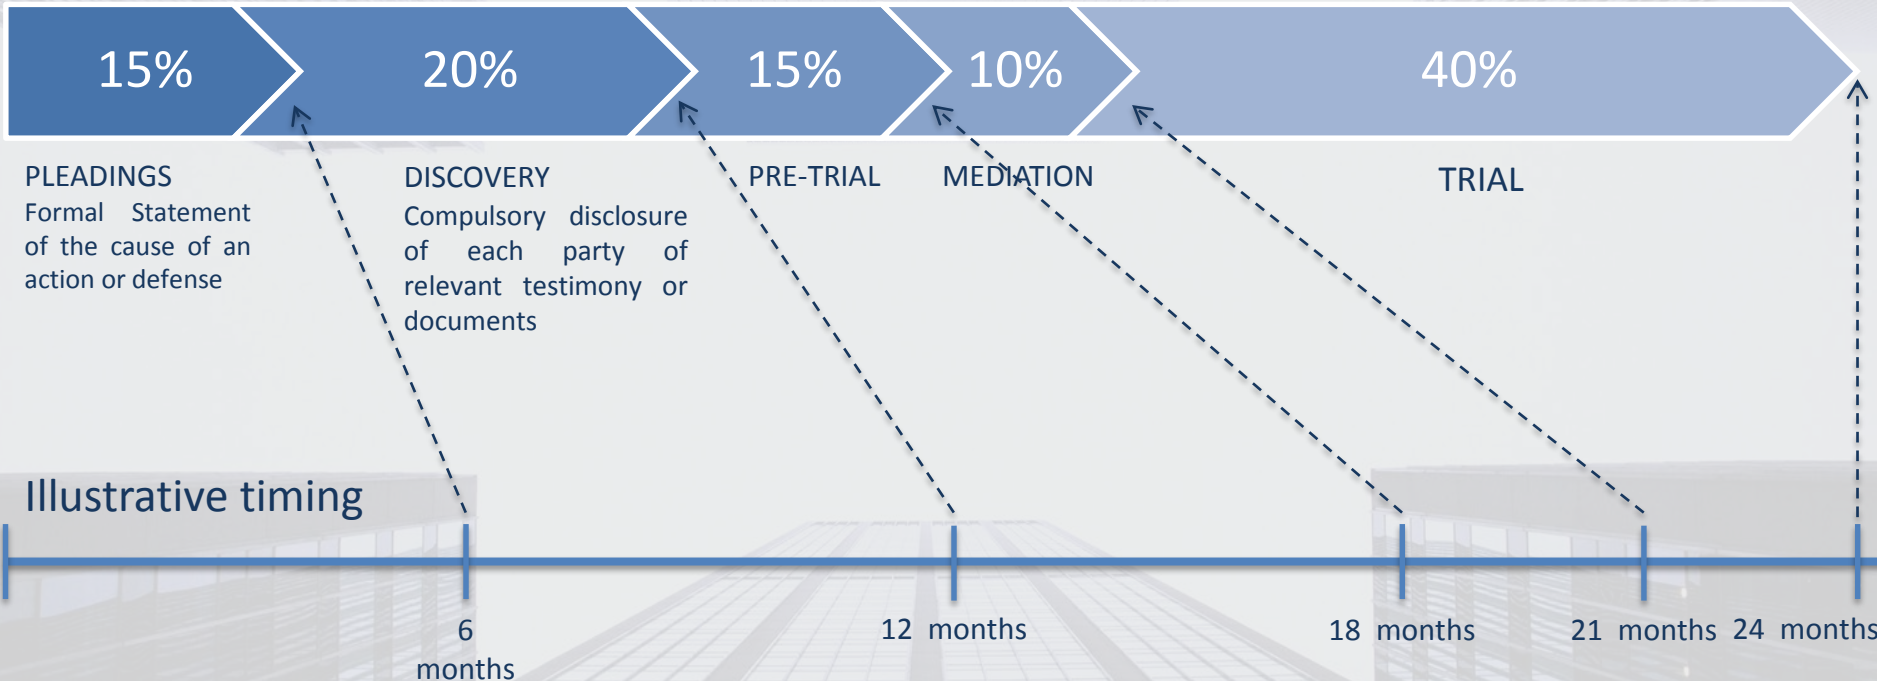 15%
20%
15%
10%
40%
PLEADINGS
Formal Statement
of the cause of an
action or defense
DISCOVERY
Compulsory disclosure
of each party of
relevant testimony or
documents
PRE-TRIAL
MEDIATION
TRIAL
Illustrative timing
6
months
12 months
18 months
21 months
24 months